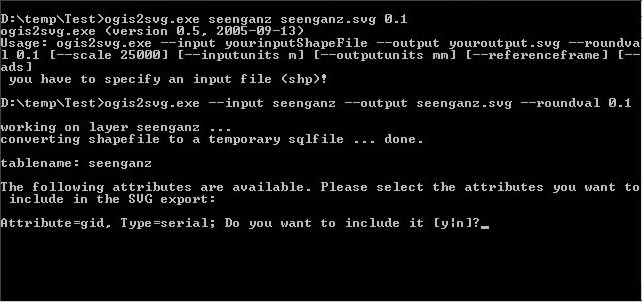 D:\temp\Test>ogis2svg.exe seenganz seenganz.svg 0.1
ogis2svg.exe (version 0.5, 2005-09-13)
Usage: ogis2svg.exe --input yourinputShapeFile --output youroutput.svg --roundva
l 0.1 [--scale 25000] [--inputunits m] [--outputunits mm] [--referenceframe] [--
ads]
you have to specify an input file (shp)!
D:\temp\Test>ogis2svg.exe --input seenganz --output seenganz.svg --roundval 0.1
working on layer seenganz ...
converting shapefile to a temporary sqlfile ... done.
tablename: seenganz
The following attributes are available. Please select the attributes you want to
include in the SVG export:
Attribute=gid, Type=serial; Do you want to include it [y¦n]?_